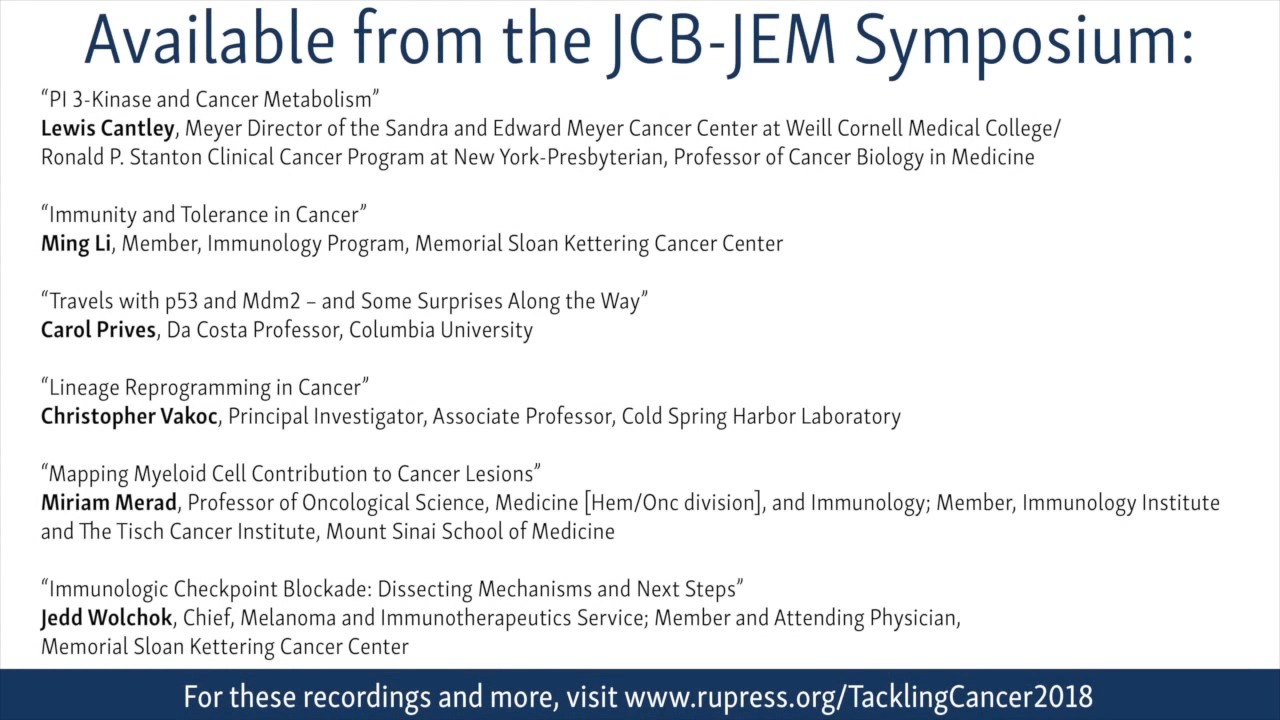 Available from the JCB-JEM Symposium:
“PI 3-Kinase and Cancer Metabolism”
Lewis Cantley, Meyer Director of the Sandra and Edward Meyer Cancer Center at Weill Cornell Medical College/
Ronald P. Stanton Clinical Cancer Program at New York-Presbyterian, Professor of Cancer Biology in Medicine
“Immunity and Tolerance in Cancer”
Ming Li, Member, Immunology Program, Memorial Sloan Kettering Cancer Center
“Travels with p53 and Mdm2 – and Some Surprises Along the Way”
Carol Prives, Da Costa Professor, Columbia University
“Lineage Reprogramming in Cancer”
Christopher Vakoc, Principal Investigator, Associate Professor, Cold Spring Harbor Laboratory
“Mapping Myeloid Cell Contribution to Cancer Lesions”
Miriam Merad, Professor of Oncological Science, Medicine [Hem/Onc division], and Immunology; Member, Immunology Institute
and The Tisch Cancer Institute, Mount Sinai School of Medicine
“Immunologic Checkpoint Blockade: Dissecting Mechanisms and Next Steps”
Jedd Wolchok, Chief, Melanoma and Immunotherapeutics Service; Member and Attending Physician,
Memorial Sloan Kettering Cancer Center
For these recordings and more, visit www.rupress.org/TacklingCancer2018